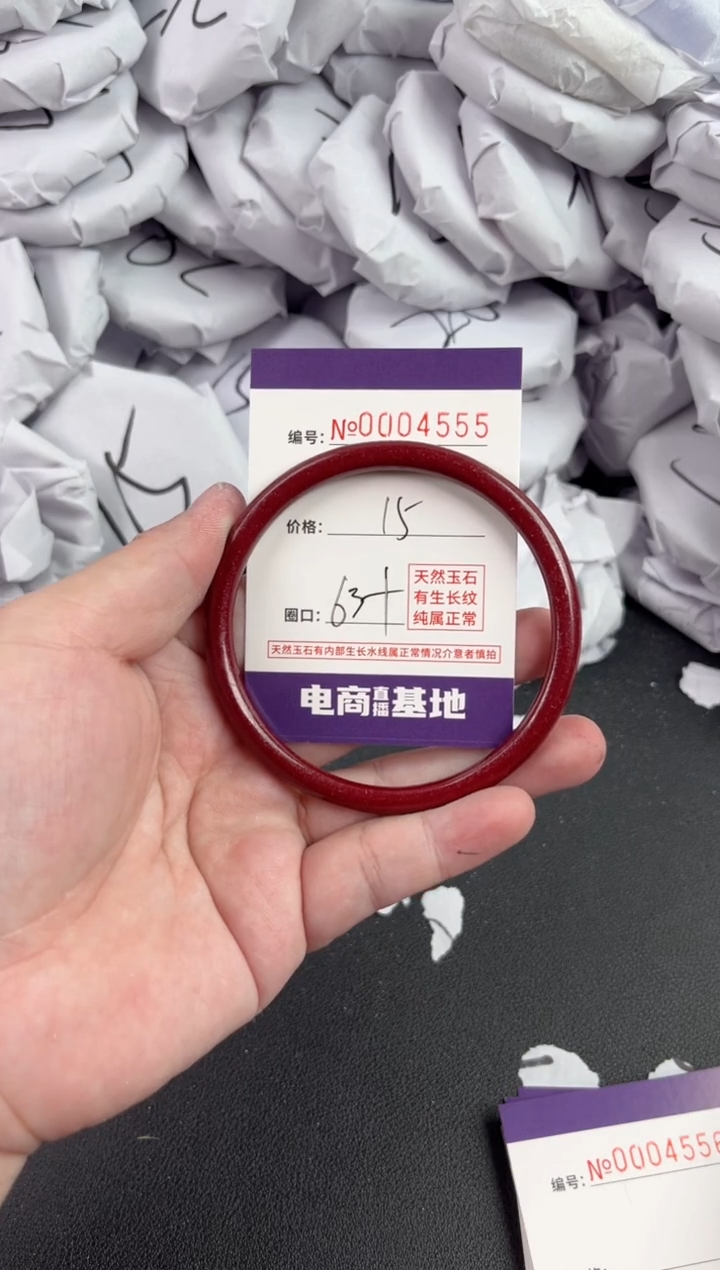 编号: №0004555
价格: 15
圈口: 63+
天然玉石
有生长纹
纯属正常
天然玉石有内部生长水线属正常情况介意者慎拍
电商直播基地
编号: №000455